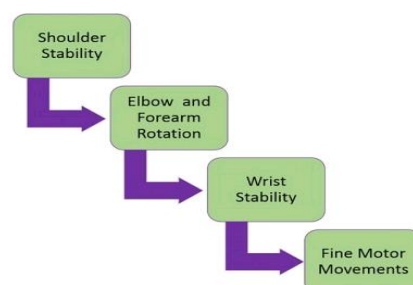 Shoulder
Stability
Elbow and
Forearm
Rotation
Wrist
Stability
Fine Motor
Movements